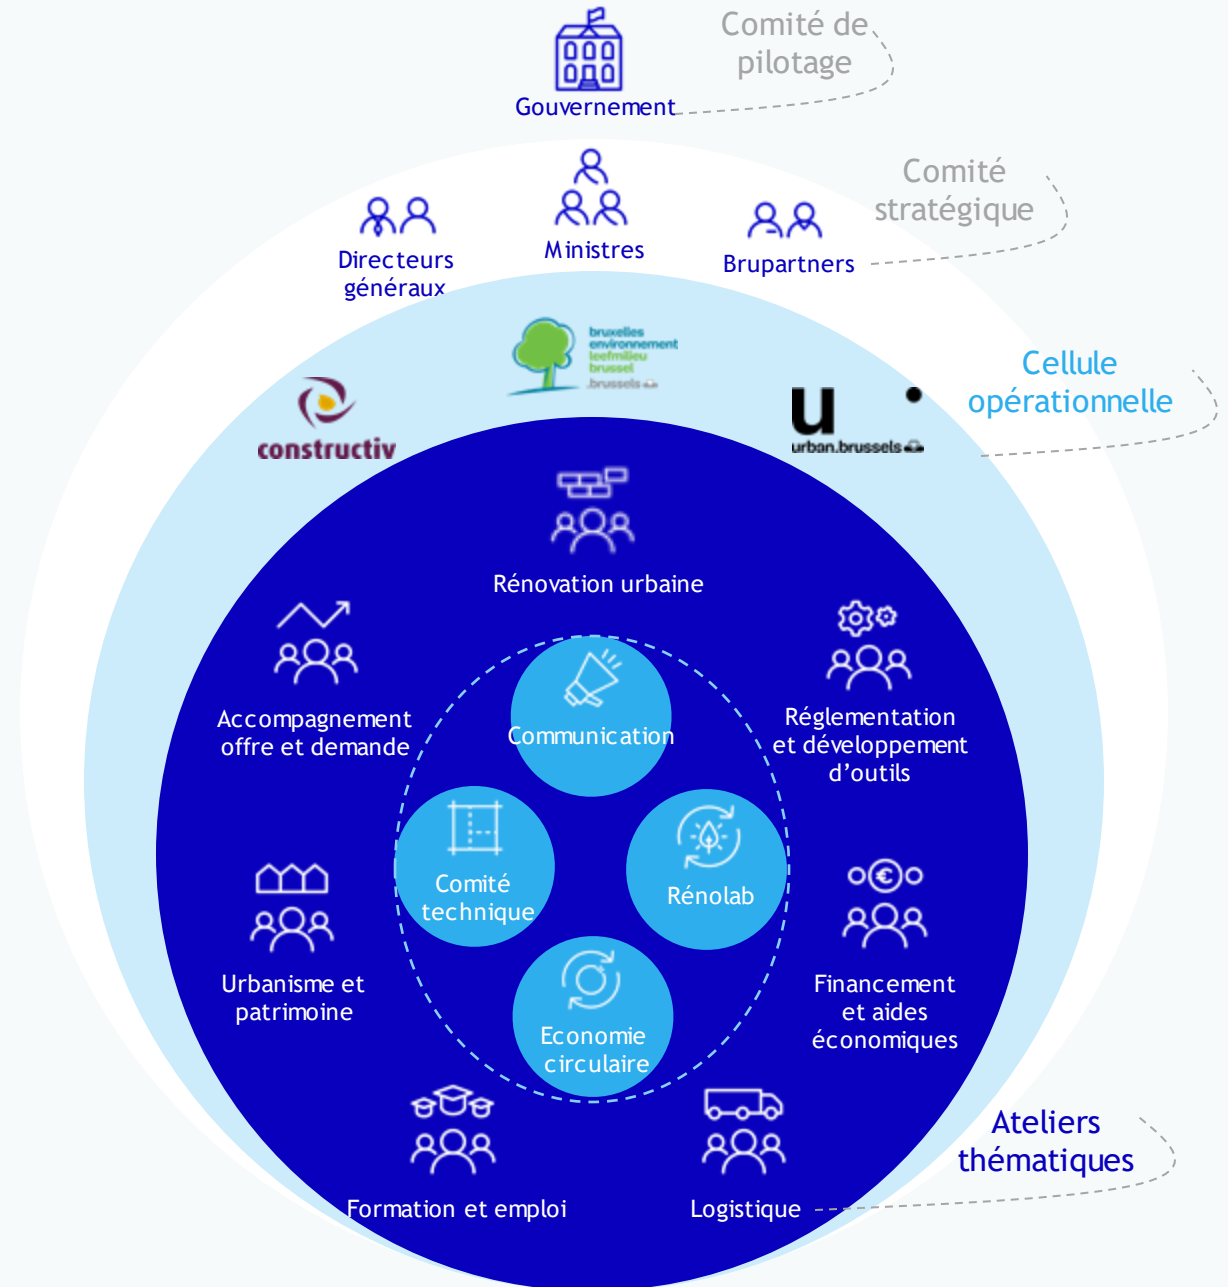 Comité de
pilotage
Gouvernement
Comité
stratégique
Directeurs
généraux
Ministres
Brupartners
bruxelles
environnement
leefmilieu
brussel
.brussels
constructiv
u
urban.brussels
Cellule
opérationnelle
Rénovation urbaine
Accompagnement
offre et demande
Communication
Réglementation
et développement
d’outils
Comité
technique
Rénolab
Urbanisme et
patrimoine
Financement
et aides
économiques
Economie
circulaire
Formation et emploi
Logistique
Ateliers
thématiques